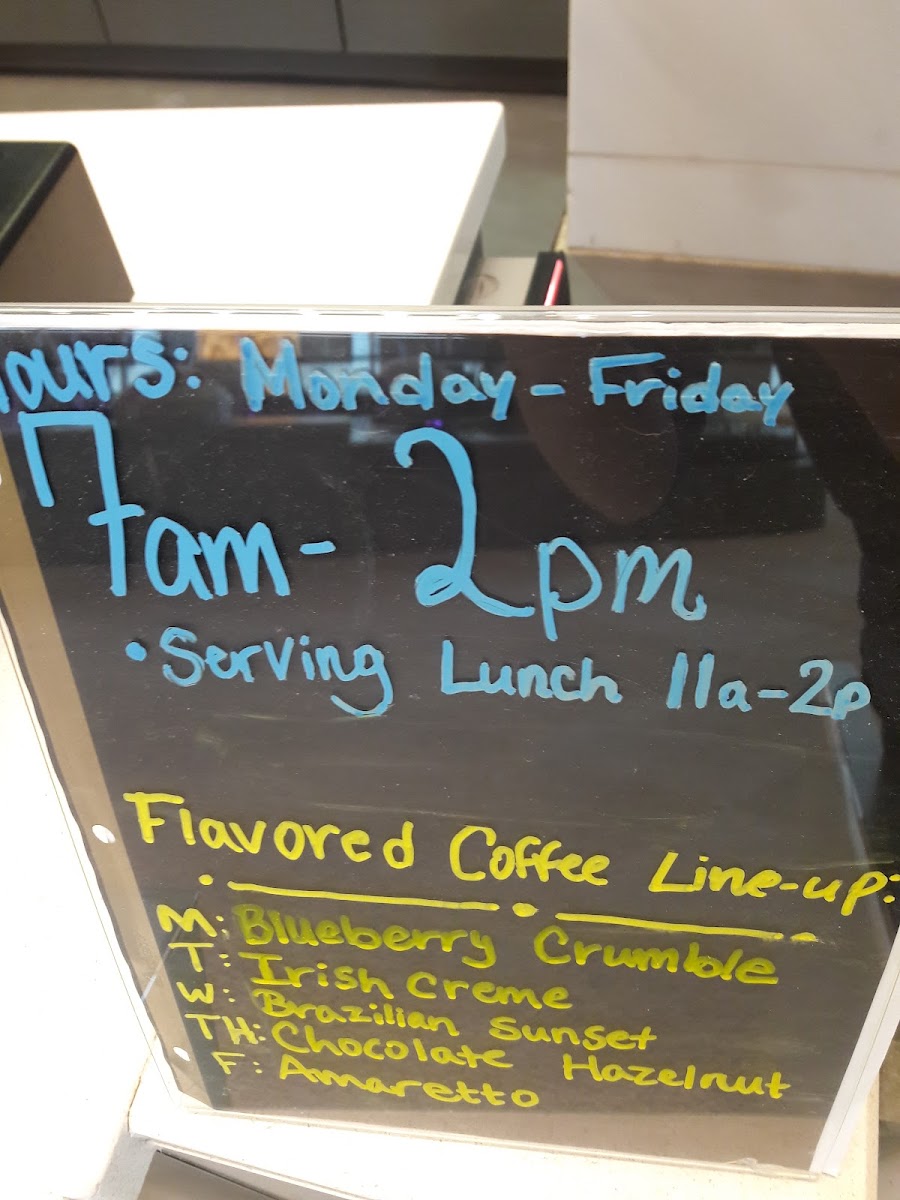 Hours: Monday - Friday
7am - 2pm
• Serving Lunch 11a-2p
Flavored Coffee Line-up:
M: Blueberry Crumble
T: Irish Creme
W: Brazilian Sunset
TH: Chocolate Hazelnut
F: Amaretto